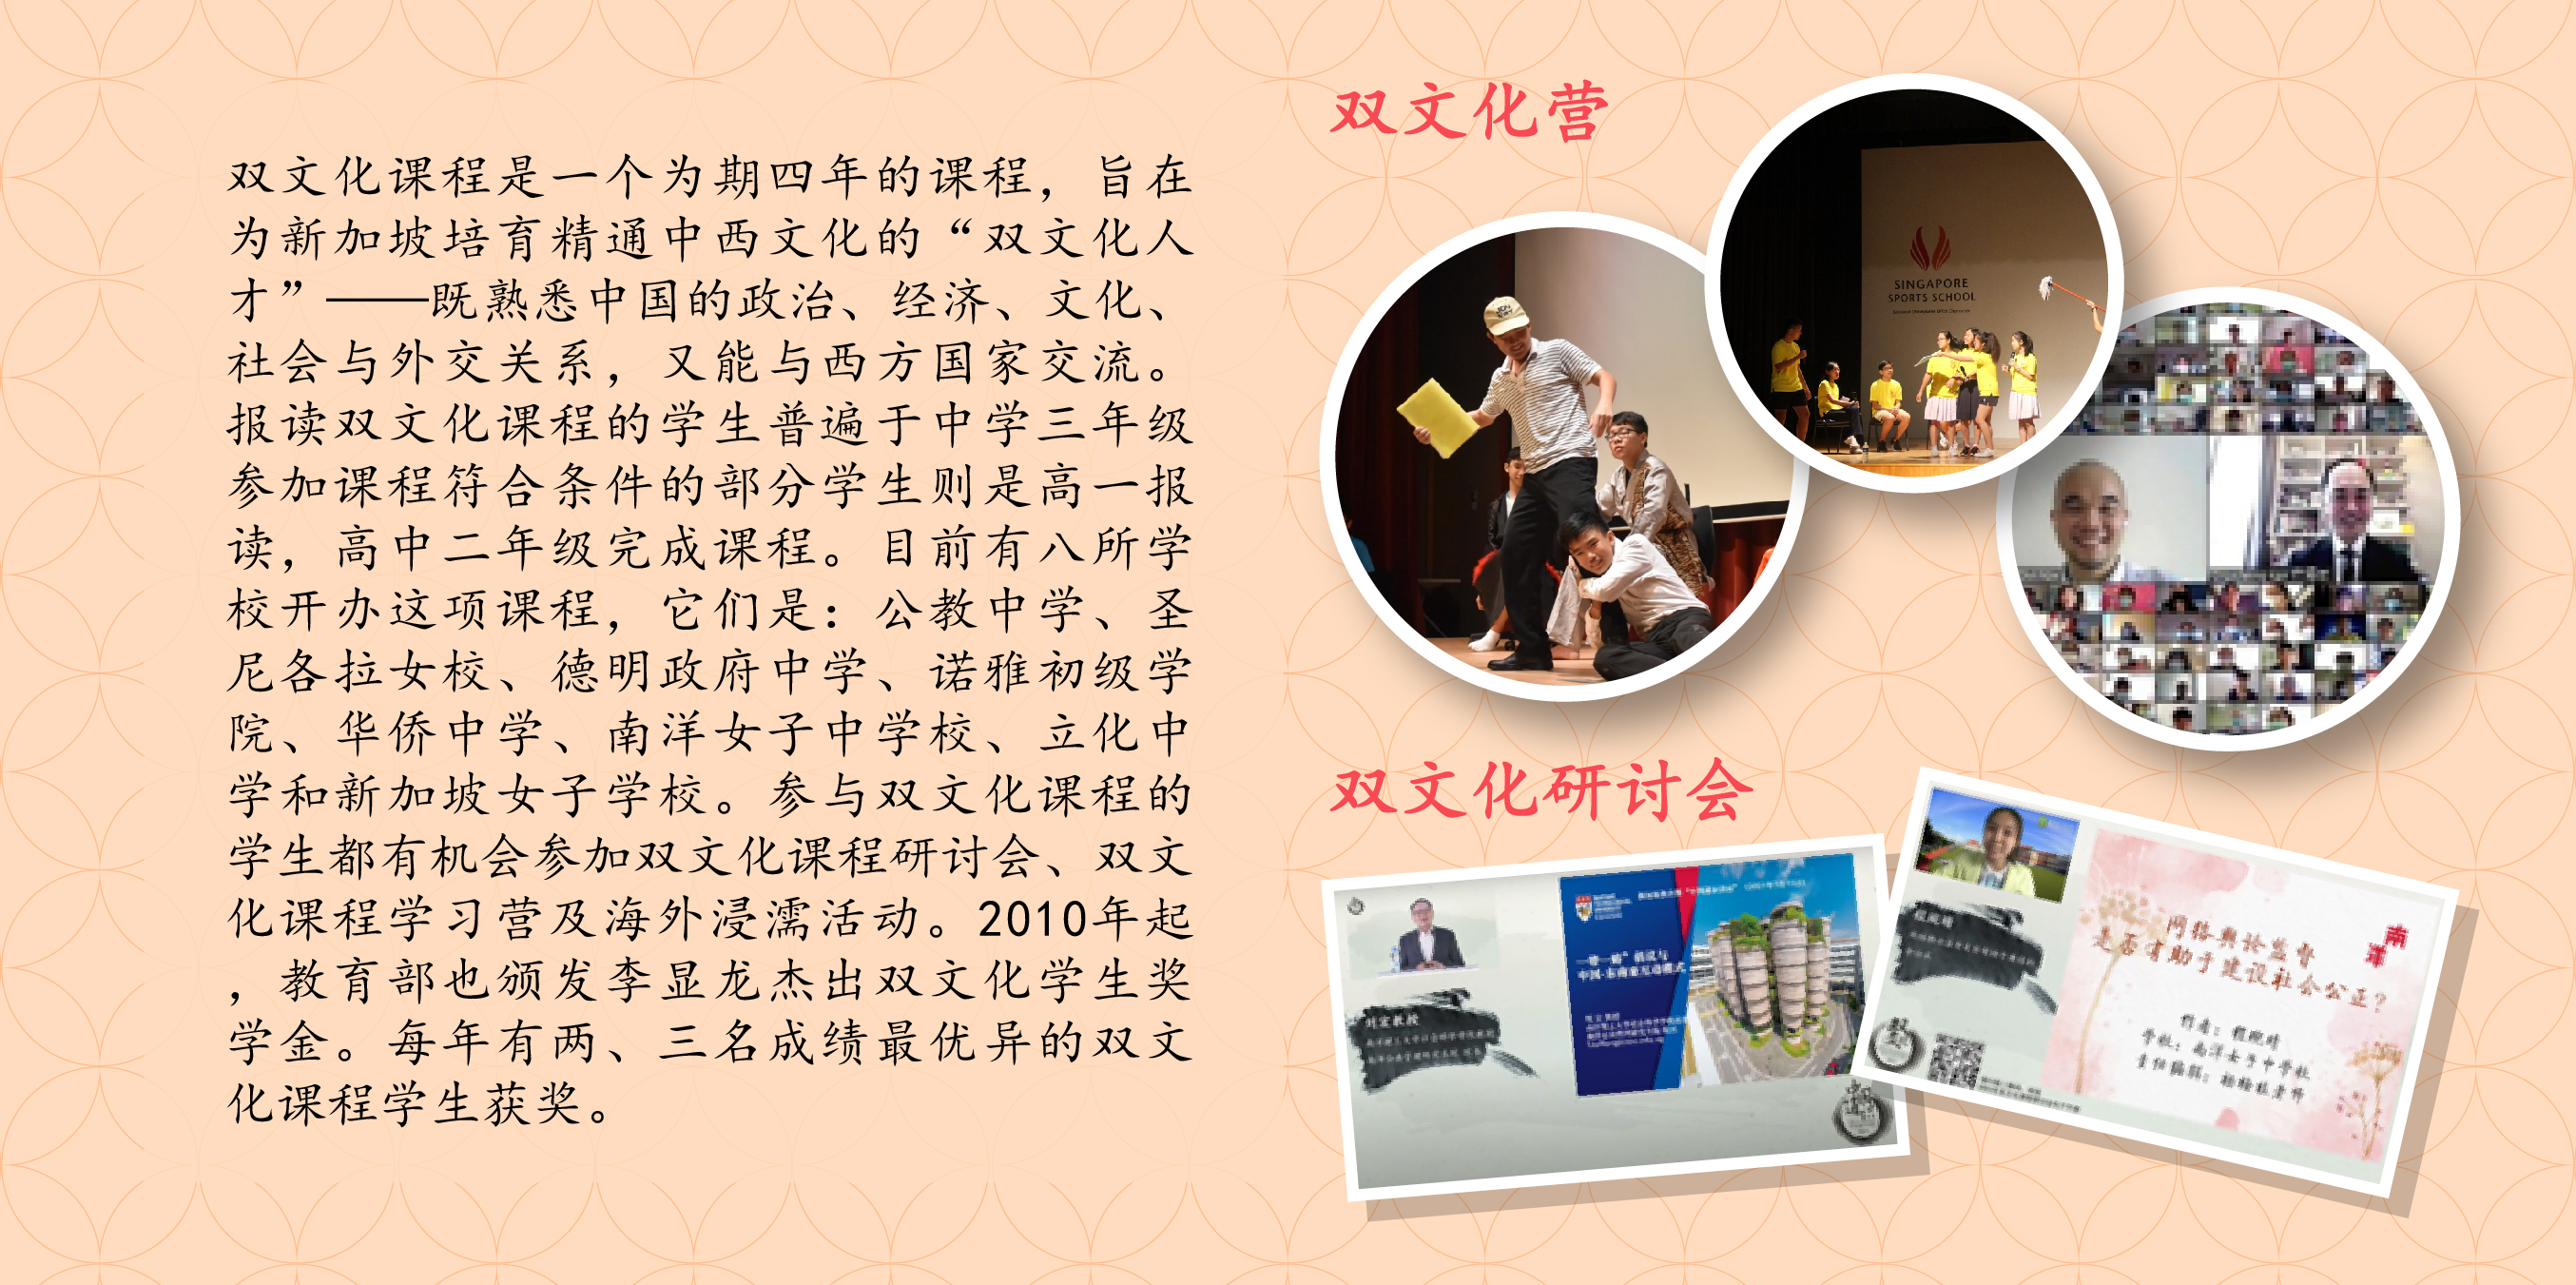 双文化课程是一个为期四年的课程，旨在
为新加坡培育精通中西文化的“双文化人
才”——既熟悉中国的政治、经济、文化、
社会与外交关系，又能与西方国家交流。
报读双文化课程的学生普遍于中学三年级
参加课程符合条件的部分学生则是高一报
读，高中二年级完成课程。目前有八所学
校开办这项课程，它们是：公教中学、圣
尼各拉女校、德明政府中学、诺雅初级学
院、华侨中学、南洋女子中学校、立化中
学和新加坡女子学校。参与双文化课程的
学生都有机会参加双文化课程研讨会、双文
化课程学习营及海外浸濡活动。2010年起
，教育部也颁发李显龙杰出双文化学生奖
学金。每年有两、三名成绩最优异的双文
化课程学生获奖。
双文化营
SINGAPORE
SPORTS SCHOOL
双文化研讨会
刘宏教授
一带一路”倡议与
中国-东南亚互动模式
南洋
网络舆论监督
是否才助于建设社会公正？
学校：南洋女子中学校